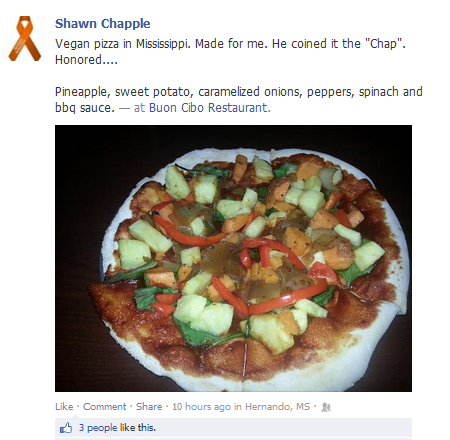 Shawn Chapple
Vegan pizza in Mississippi. Made for me. He coined it the "Chap".
Honored....
Pineapple, sweet potato, caramelized onions, peppers, spinach and
bbq sauce. — at Buon Cibo Restaurant.
Like · Comment · Share · 10 hours ago in Hernando, MS ·
3 people like this.